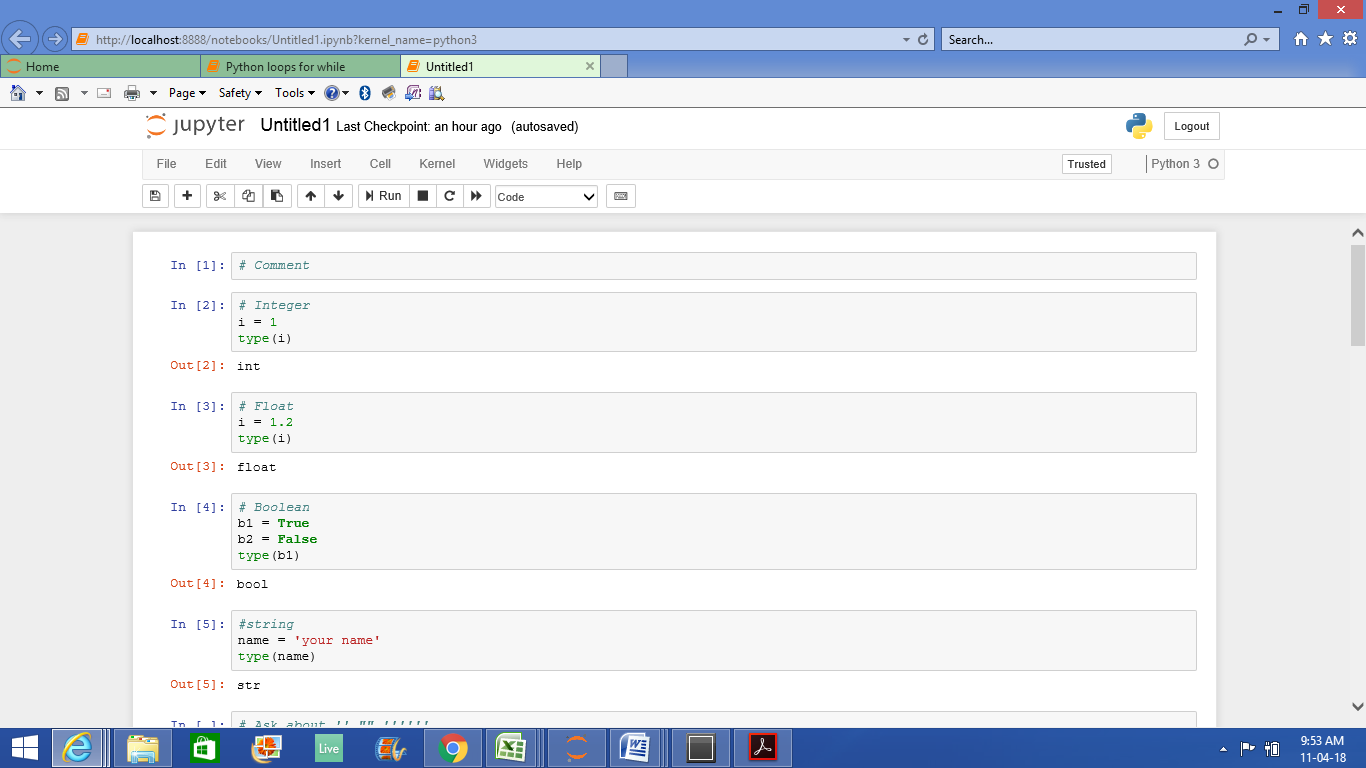 http://localhost:8888/notebooks/Untitled1.ipynb?kernel_name=python3
Search...
Home
Python loops for while
Untitled1
Page
Safety
Tools
jupyter Untitled1 Last Checkpoint: an hour ago (autosaved)
Logout
File Edit View Insert Cell Kernel Widgets Help
Trusted
Python 3
Run
Code
In [1]: # Comment
In [2]: # Integer
i = 1
type(i)
Out[2]: int
In [3]: # Float
i = 1.2
type(i)
Out[3]: float
In [4]: # Boolean
b1 = True
b2 = False
type(b1)
Out[4]: bool
In [5]: #string
name = 'your name'
type(name)
Out[5]: str
In [ ]: # Ask about '' "" ''''''
Live
9:53 AM
11-04-18